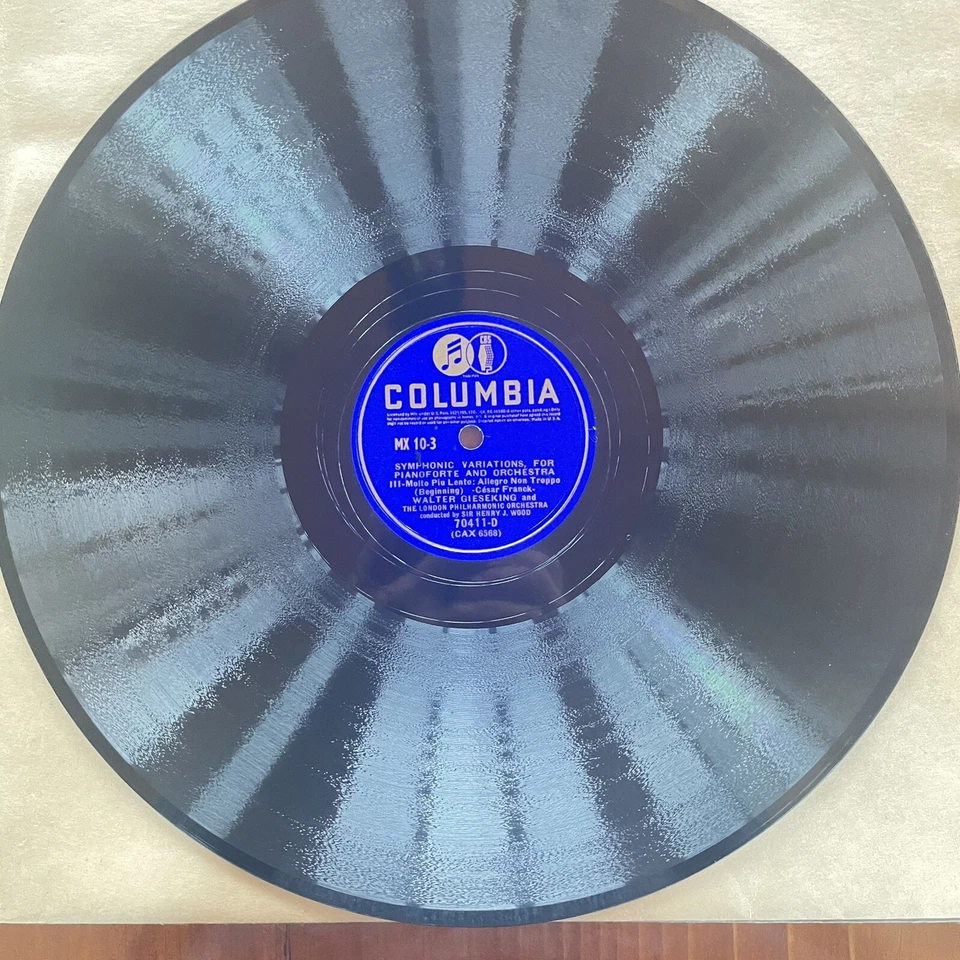 CBS
COLUMBIA
MX 10-3
SYMPHONIC VARIATIONS, FOR
PIANOFORTE AND ORCHESTRA
III-Molto Piu Lento: Allegro Non Troppo
(Beginning) -César Franck-
WALTER GIESEKING and
THE LONDON PHILHARMONIC ORCHESTRA
conducted by SIR HENRY J. WOOD
70411-D
(CAX 6568)